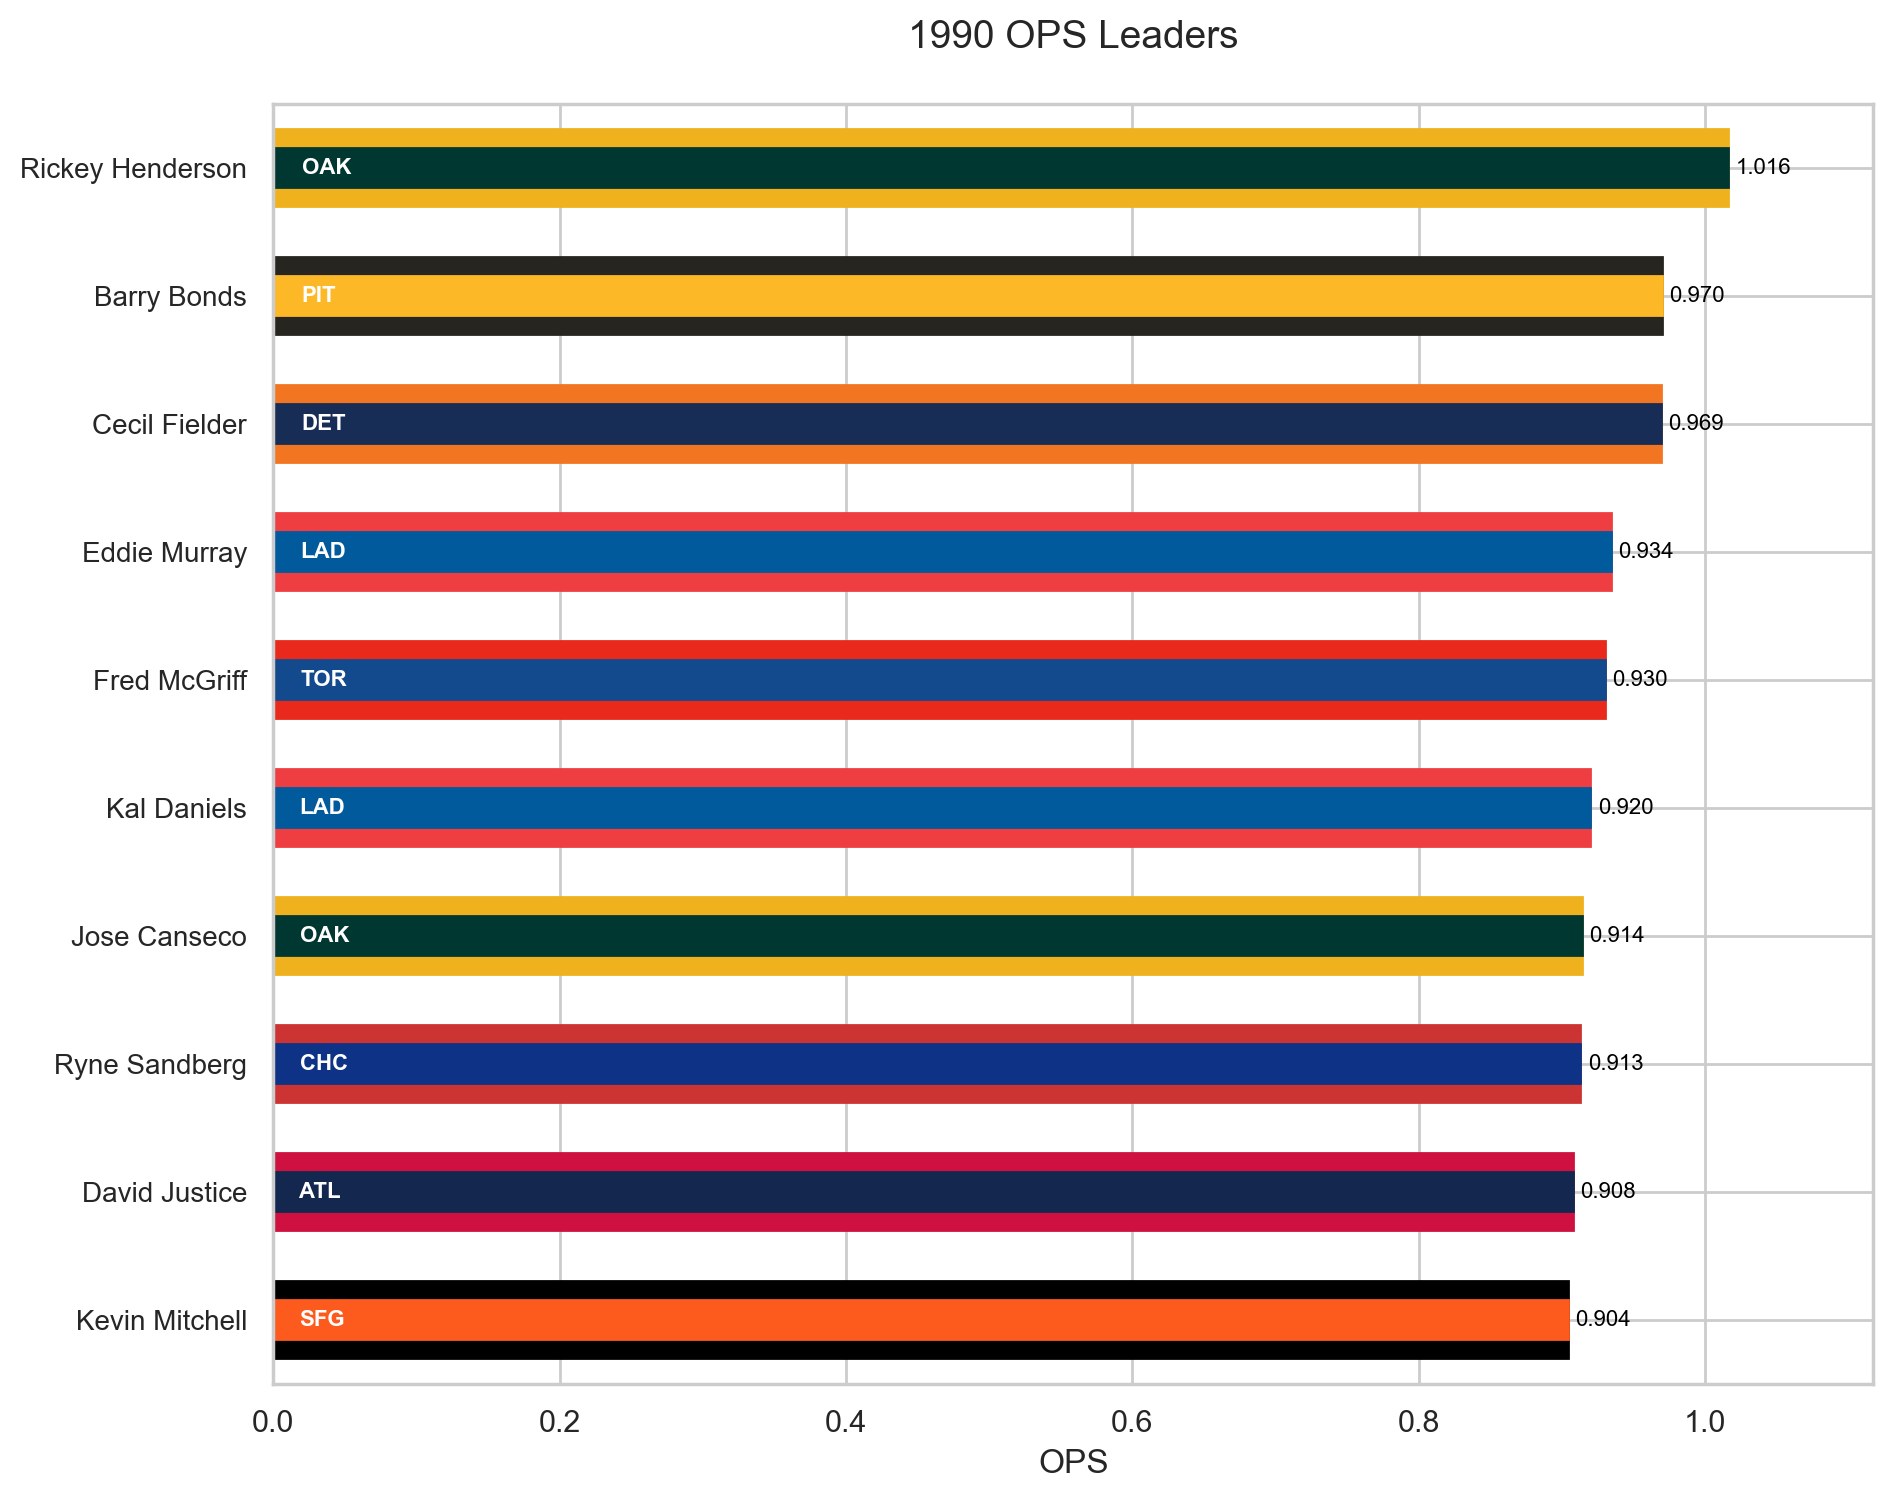 1990 OPS Leaders
Rickey Henderson OAK 1.016
Barry Bonds PIT 0.970
Cecil Fielder DET 0.969
Eddie Murray LAD 0.934
Fred McGriff TOR 0.930
Kal Daniels LAD 0.920
Jose Canseco OAK 0.914
Ryne Sandberg CHC 0.913
David Justice ATL 0.908
Kevin Mitchell SFG 0.904
0.0 0.2 0.4 0.6 0.8 1.0
OPS